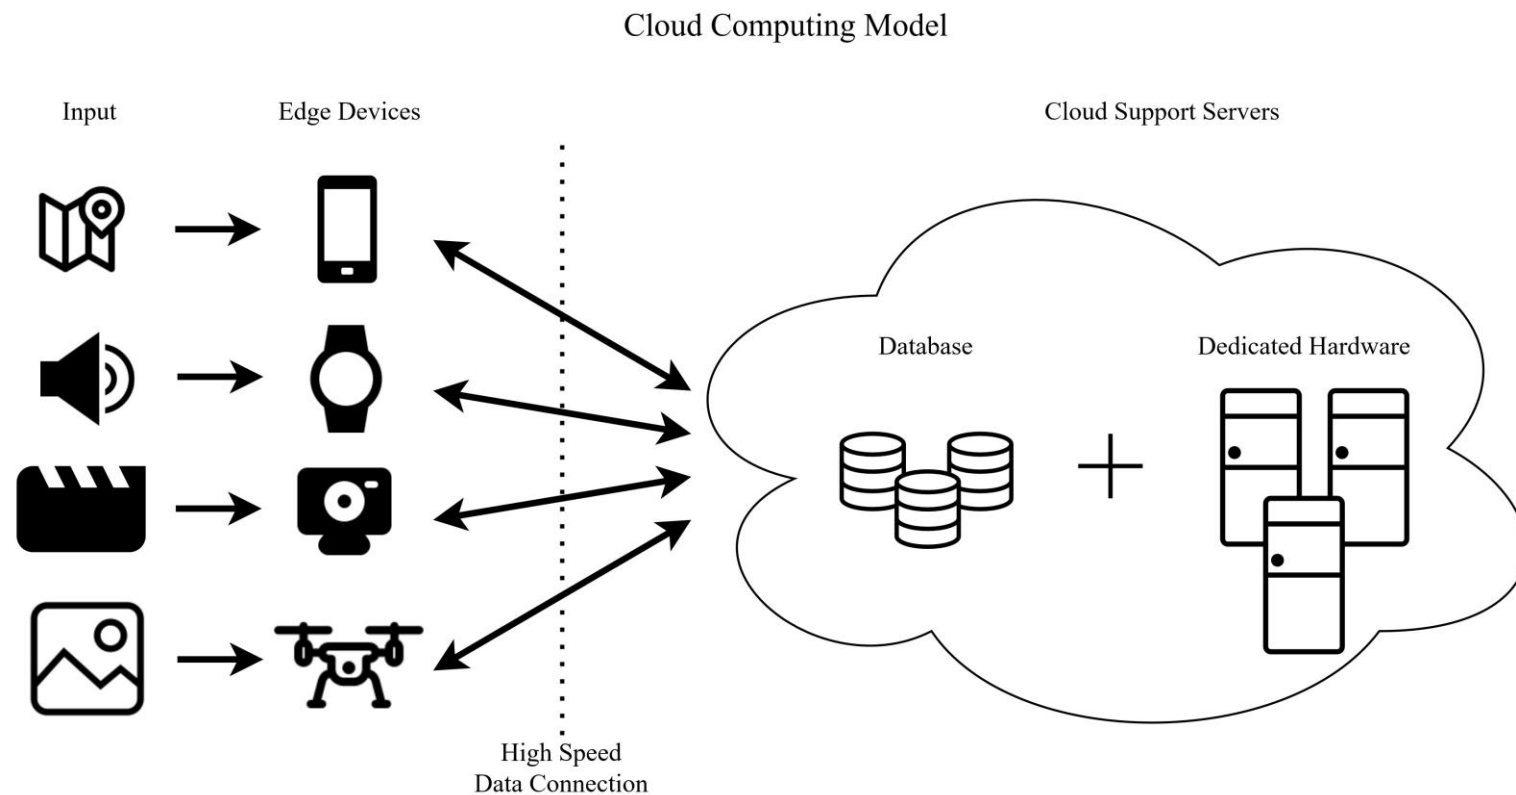 Cloud Computing Model
Input
Edge Devices
Cloud Support Servers
Database
Dedicated Hardware
High Speed
Data Connection